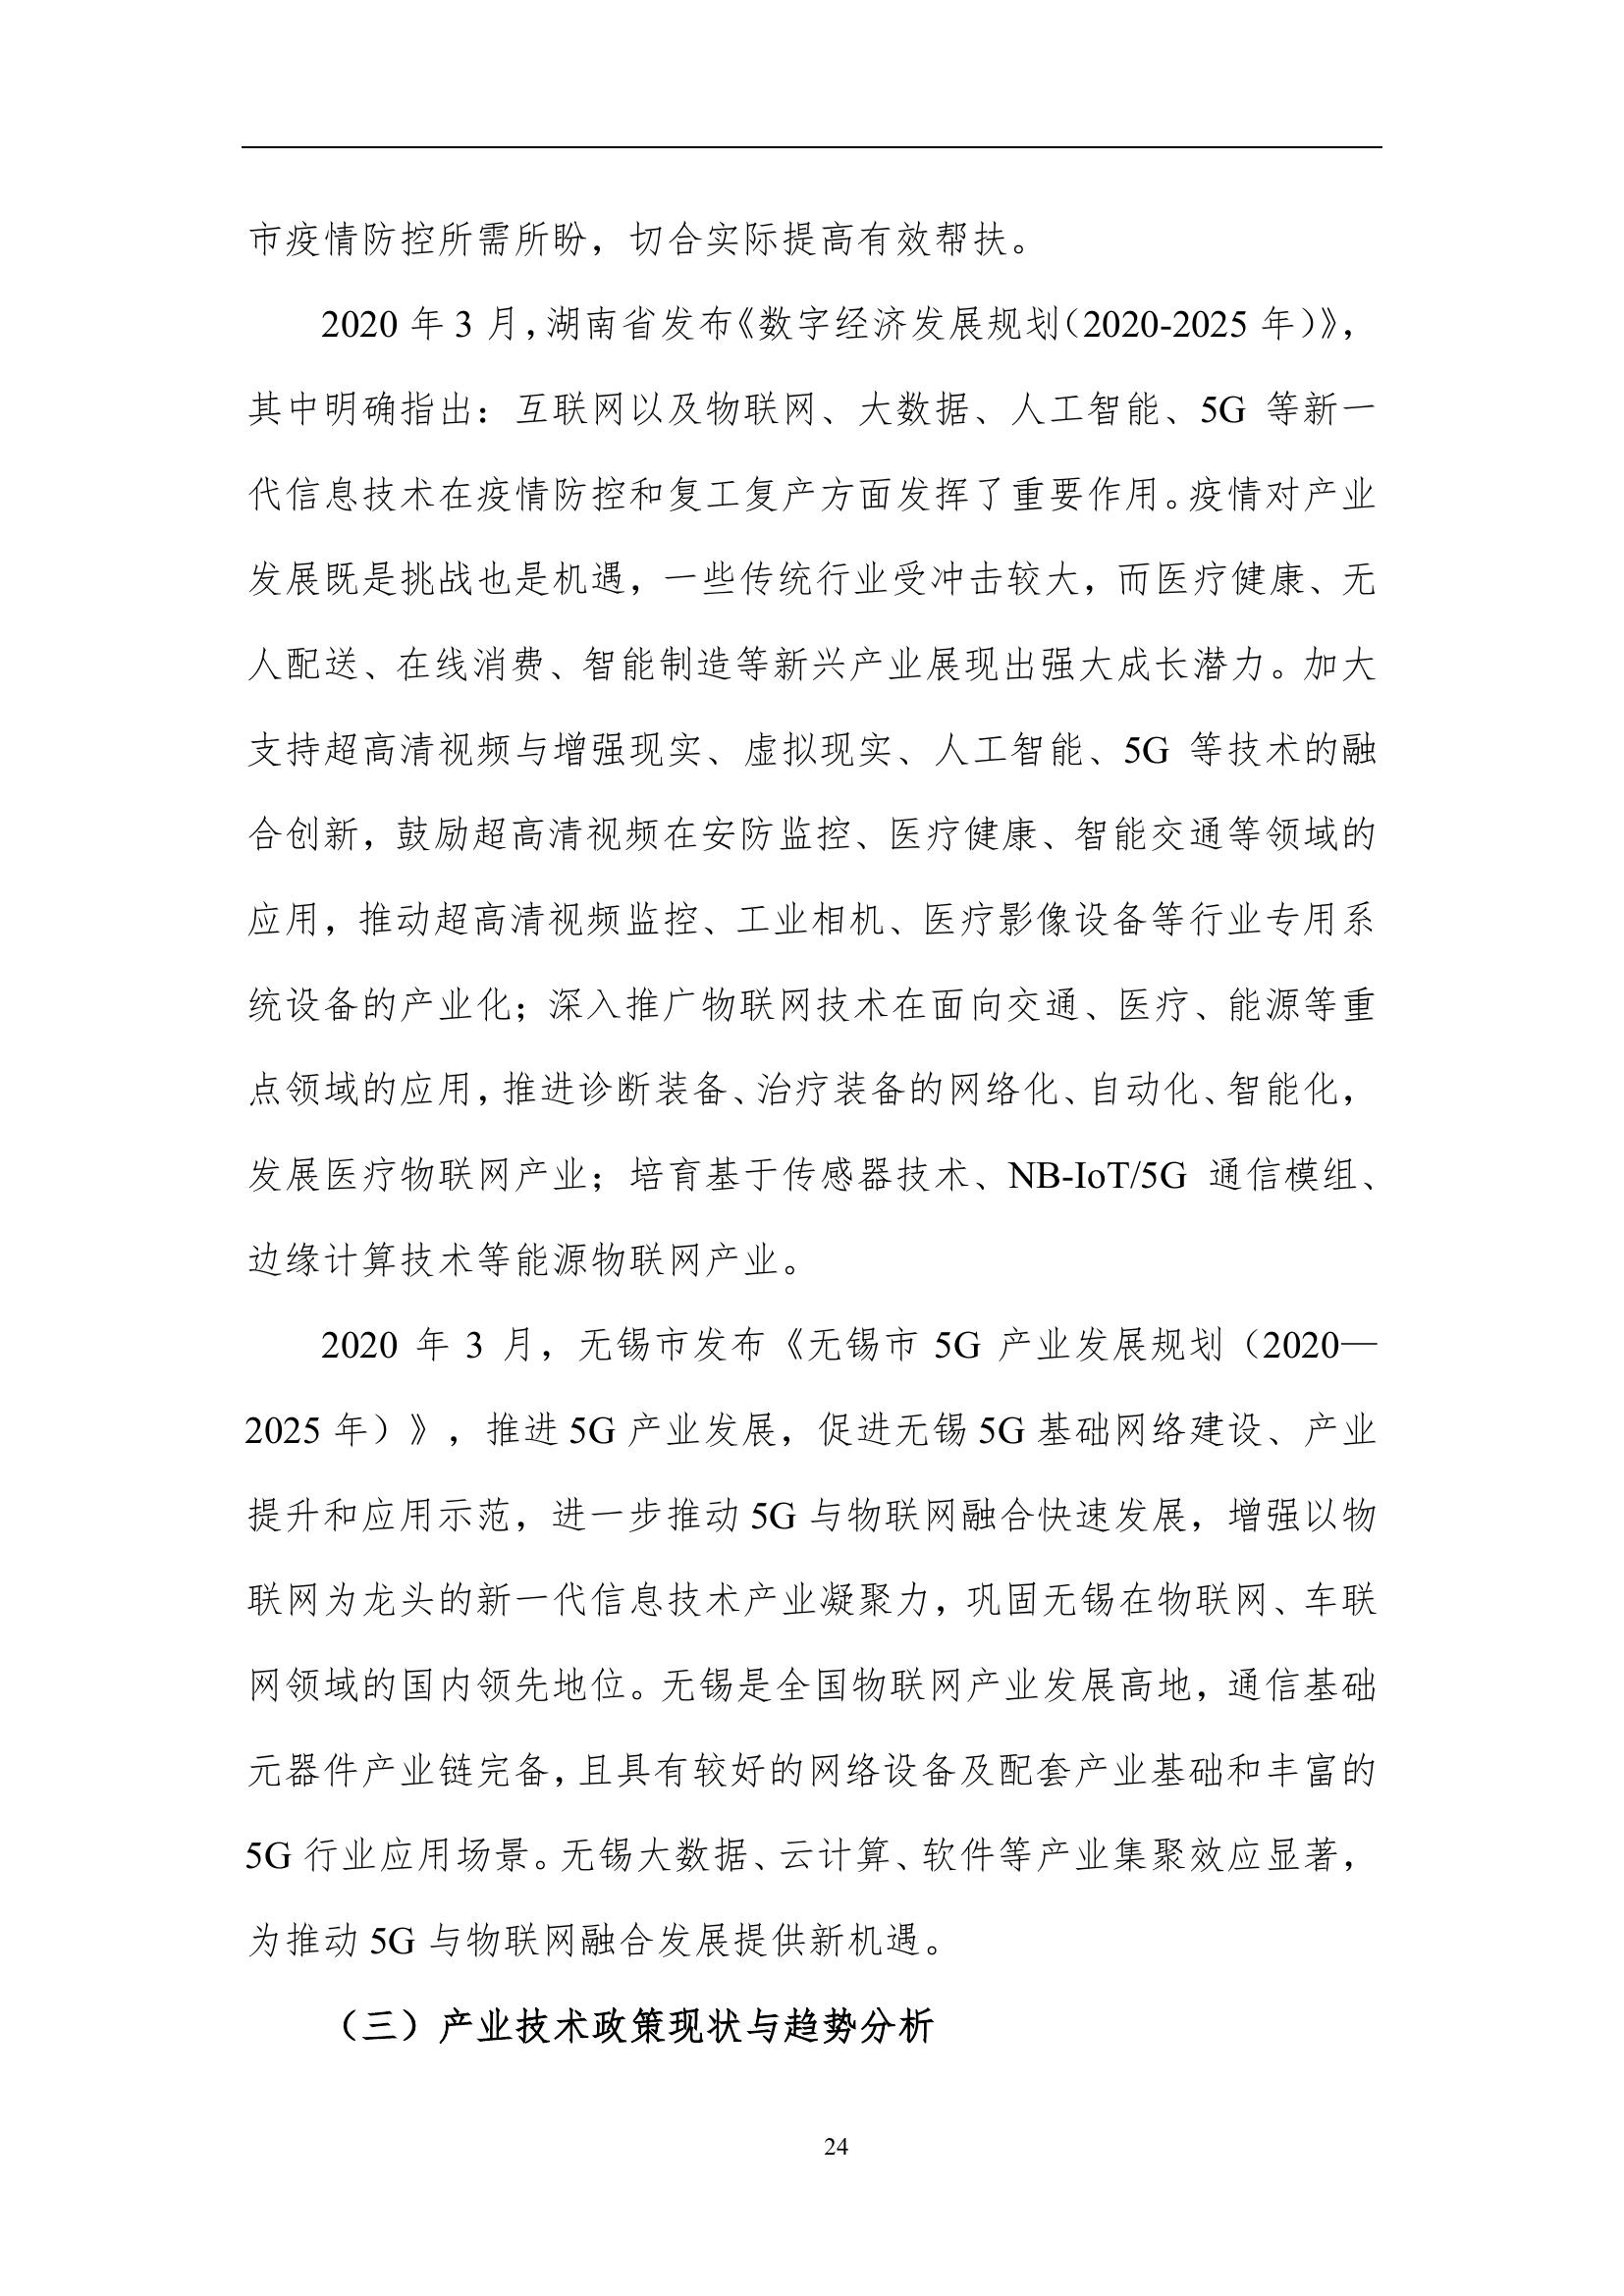 市疫情防控所需所盼，切合实际提高有效帮扶。
2020 年 3 月，湖南省发布《数字经济发展规划（2020-2025 年）》，
其中明确指出：互联网以及物联网、大数据、人工智能、5G 等新一
代信息技术在疫情防控和复工复产方面发挥了重要作用。疫情对产业
发展既是挑战也是机遇，一些传统行业受冲击较大，而医疗健康、无
人配送、在线消费、智能制造等新兴产业展现出强大成长潜力。加大
支持超高清视频与增强现实、虚拟现实、人工智能、5G 等技术的融
合创新，鼓励超高清视频在安防监控、医疗健康、智能交通等领域的
应用，推动超高清视频监控、工业相机、医疗影像设备等行业专用系
统设备的产业化；深入推广物联网技术在面向交通、医疗、能源等重
点领域的应用，推进诊断装备、治疗装备的网络化、自动化、智能化，
发展医疗物联网产业；培育基于传感器技术、NB-IoT/5G 通信模组、
边缘计算技术等能源物联网产业。
2020 年 3 月，无锡市发布《无锡市 5G 产业发展规划（2020—
2025 年）》，推进 5G 产业发展，促进无锡 5G 基础网络建设、产业
提升和应用示范，进一步推动 5G 与物联网融合快速发展，增强以物
联网为龙头的新一代信息技术产业凝聚力，巩固无锡在物联网、车联
网领域的国内领先地位。无锡是全国物联网产业发展高地，通信基础
元器件产业链完备，且具有较好的网络设备及配套产业基础和丰富的
5G 行业应用场景。无锡大数据、云计算、软件等产业集聚效应显著，
为推动 5G 与物联网融合发展提供新机遇。
（三）产业技术政策现状与趋势分析
24